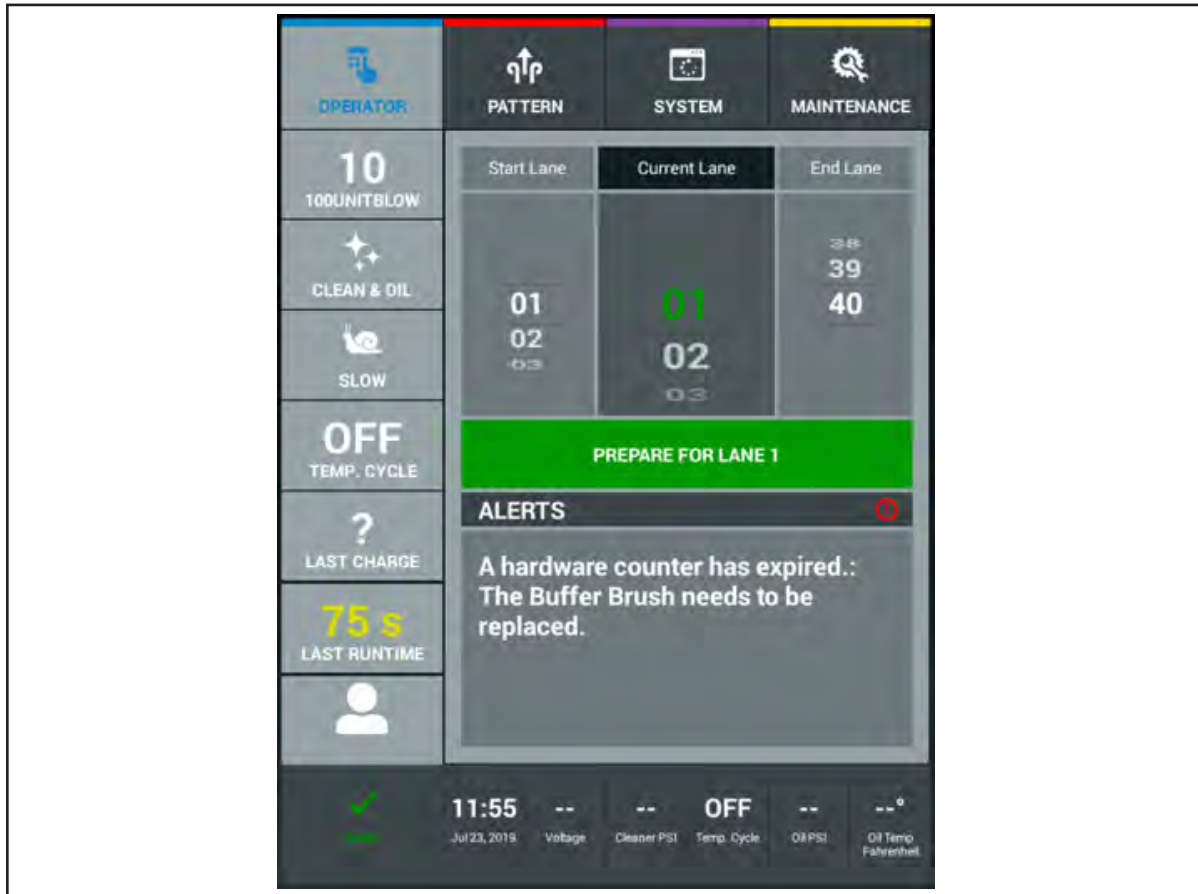 OPERATOR
PATTERN
SYSTEM
MAINTENANCE
10
100UNITBLOW
CLEAN & OIL
SLOW
OFF
TEMP. CYCLE
?
LAST CHARGE
75 s
LAST RUNTIME
Start Lane
Current Lane
End Lane
01
02
03
01
02
03
38
39
40
PREPARE FOR LANE 1
ALERTS
A hardware counter has expired.:
The Buffer Brush needs to be
replaced.
11:55
Jul 23, 2019
--
Voltage
--
Cleaner PSI
OFF
Temp. Cycle
--
Oil PSI
--°
Oil Temp
Fahrenheit